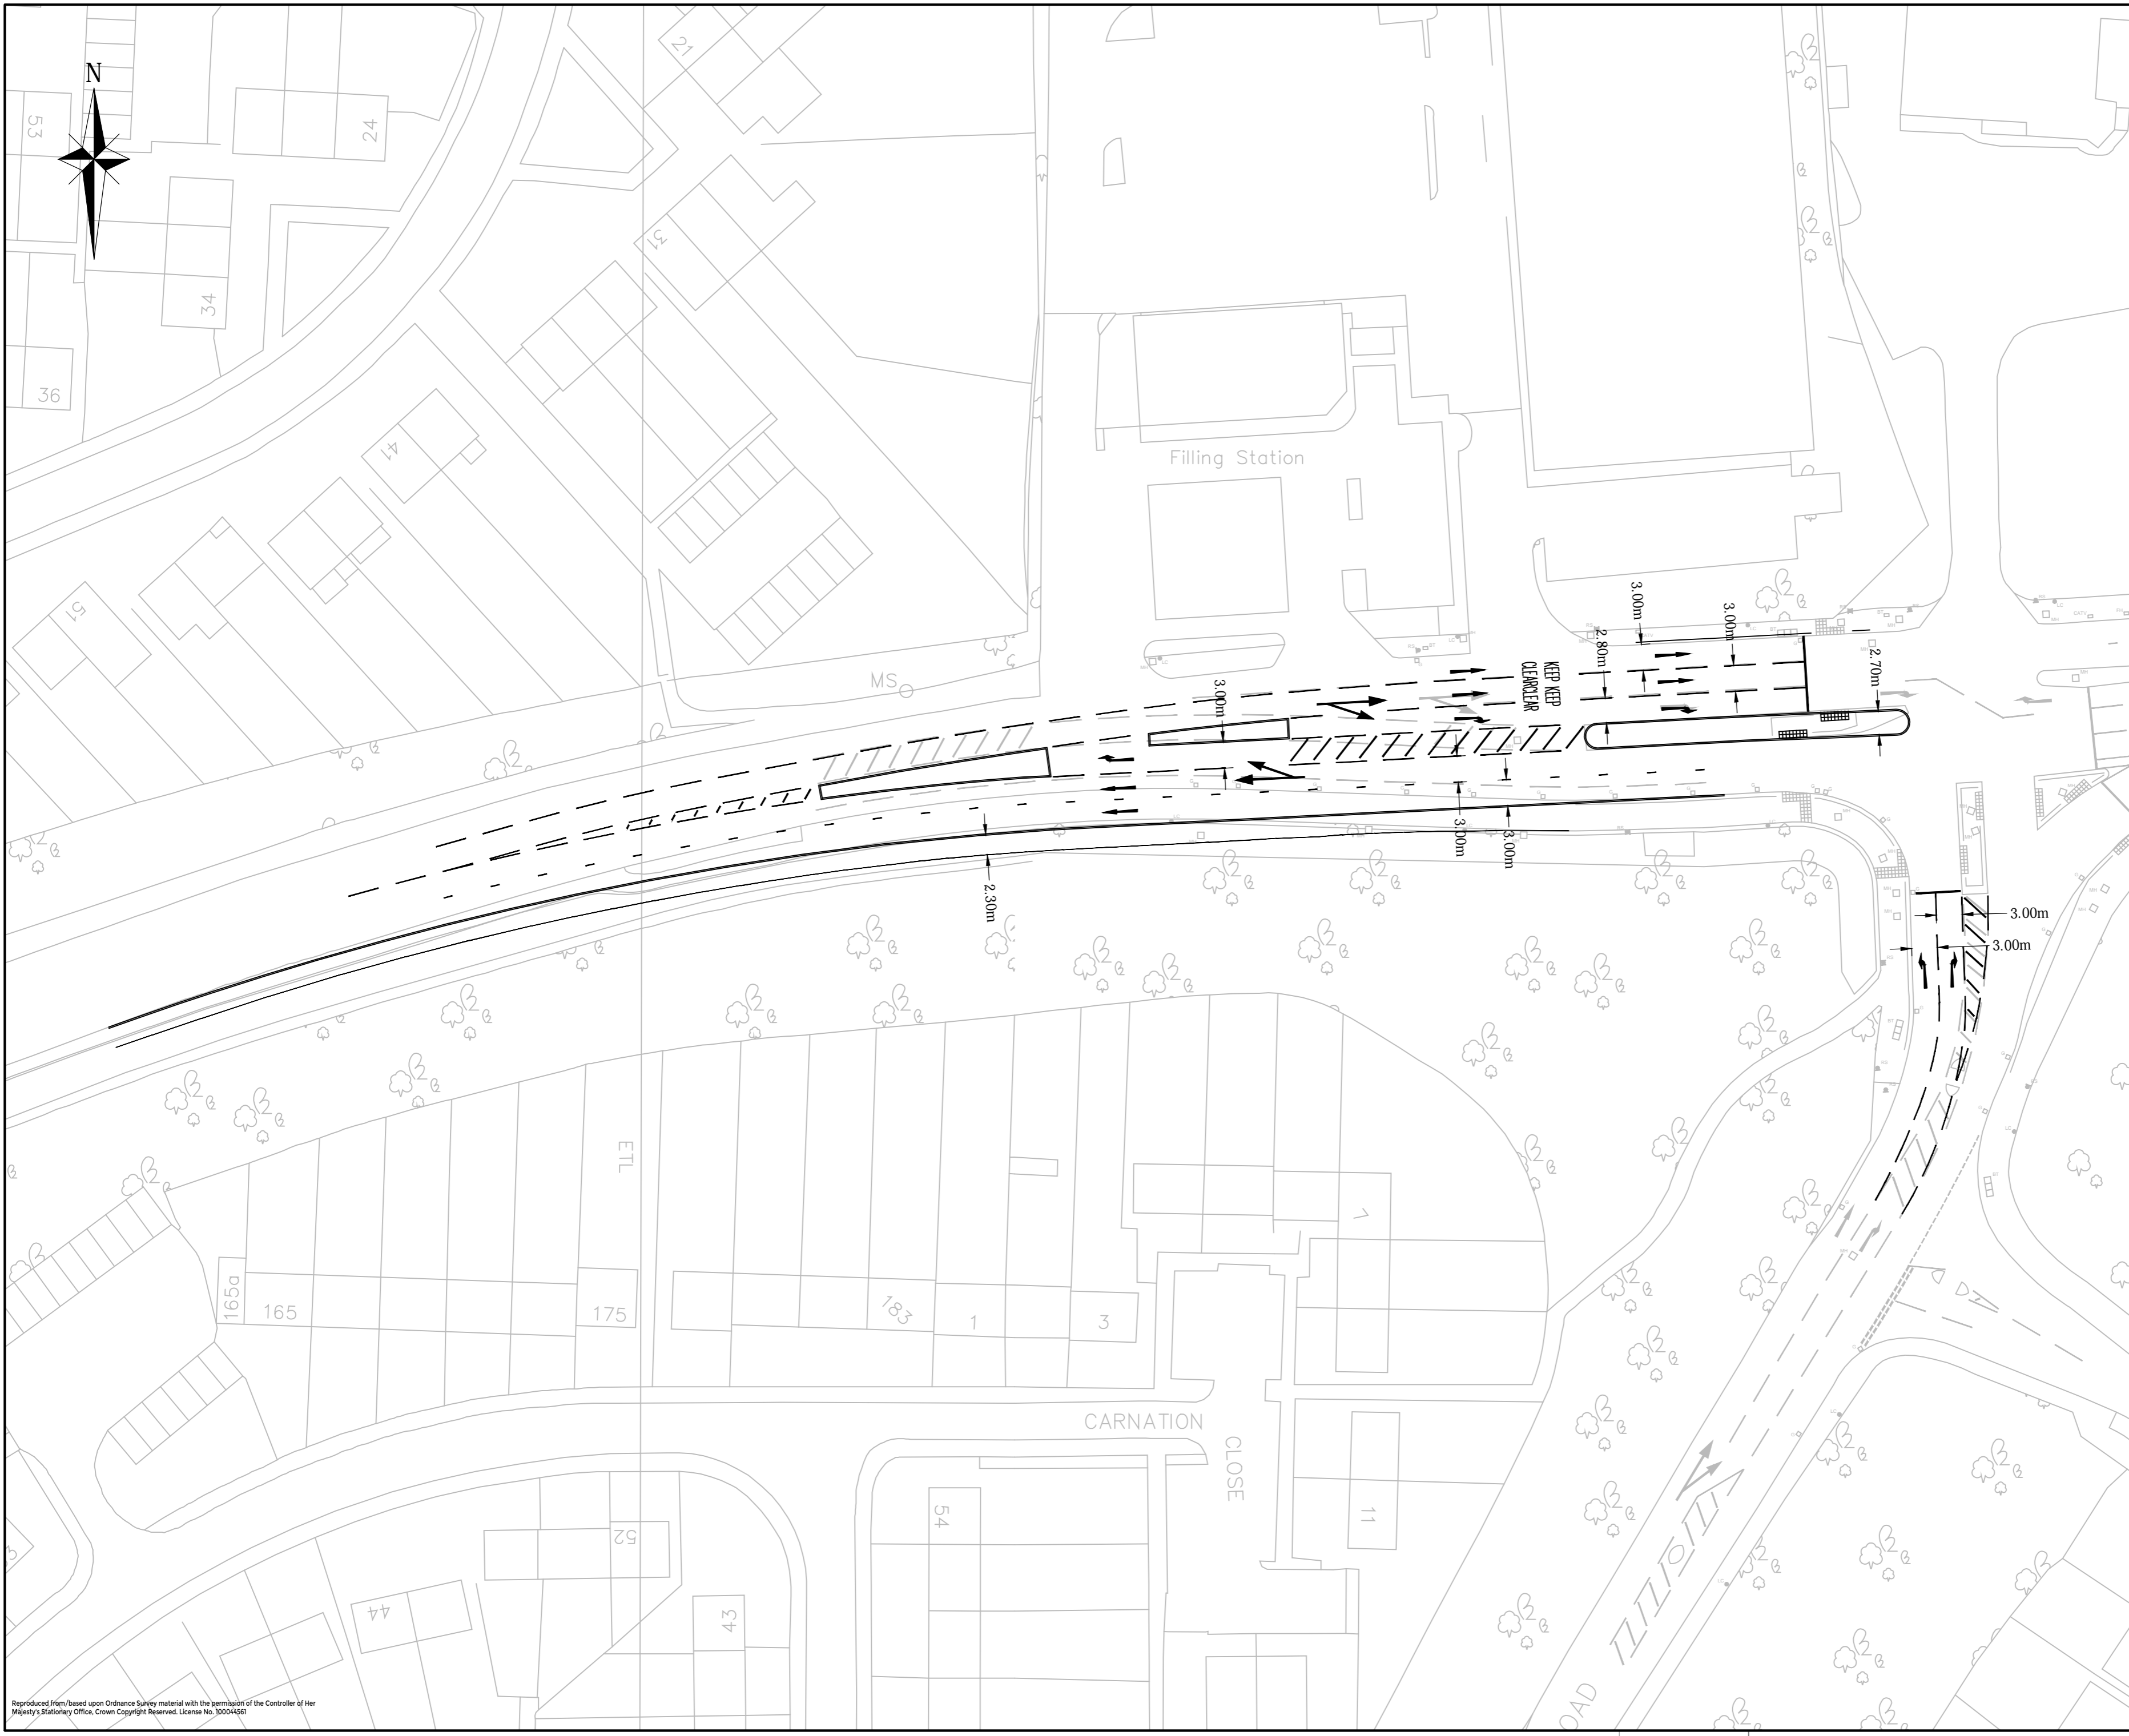 N
21
53
24
31
34
36
41
Filling Station
51
MS
3.00m
3.00m
2.80m
2.70m
KEEP KEEP
CLEARCLEAR
3.00m
3.00m
3.00m
2.30m
3.00m
3.00m
ETL
7
165a
165
175
183
1
3
CARNATION
CLOSE
54
11
52
44
43
OAD
Reproduced from/based upon Ordnance Survey material with the permission of the Controller of Her
Majesty's Stationary Office, Crown Copyright Reserved. License No. 100044561